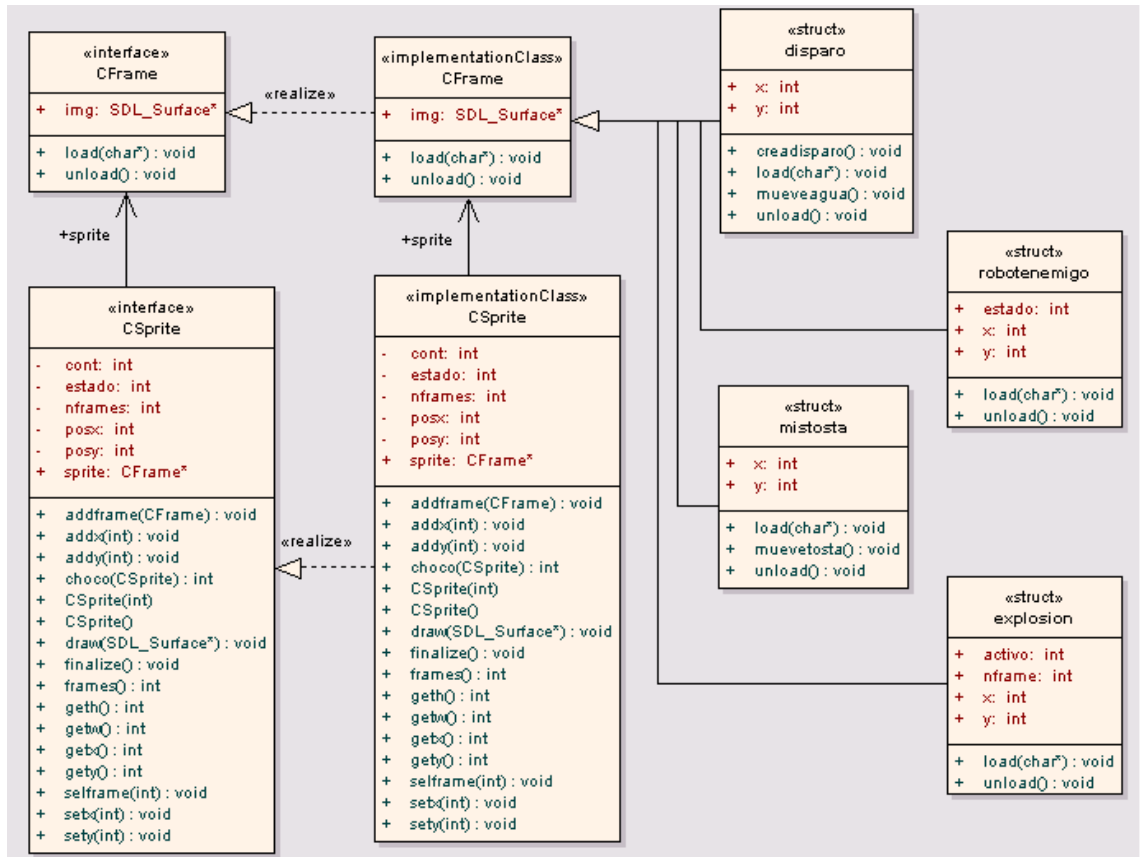 «interface»
CFrame
+ img: SDL_Surface*
+ load(char*) : void
+ unload() : void
«realize»
«implementationClass»
CFrame
+ img: SDL_Surface*
+ load(char*) : void
+ unload() : void
«struct»
disparo
+ x: int
+ y: int
+ creadisparo() : void
+ load(char*) : void
+ mueveagua() : void
+ unload() : void
+sprite
+sprite
«struct»
robotenemigo
+ estado: int
+ x: int
+ y: int
+ load(char*) : void
+ unload() : void
«interface»
CSprite
- cont: int
- estado: int
- nframes: int
- posx: int
- posy: int
+ sprite: CFrame*
+ addframe(CFrame) : void
+ addx(int) : void
+ addy(int) : void
+ choco(CSprite) : int
+ CSprite(int)
+ CSprite()
+ draw(SDL_Surface*) : void
+ finalize() : void
+ frames() : int
+ geth() : int
+ getw() : int
+ getx() : int
+ gety() : int
+ selframe(int) : void
+ setx(int) : void
+ sety(int) : void
«realize»
«implementationClass»
CSprite
- cont: int
- estado: int
- nframes: int
- posx: int
- posy: int
+ sprite: CFrame*
+ addframe(CFrame) : void
+ addx(int) : void
+ addy(int) : void
+ choco(CSprite) : int
+ CSprite(int)
+ CSprite()
+ draw(SDL_Surface*) : void
+ finalize() : void
+ frames() : int
+ geth() : int
+ getw() : int
+ getx() : int
+ gety() : int
+ selframe(int) : void
+ setx(int) : void
+ sety(int) : void
«struct»
mistosta
+ x: int
+ y: int
+ load(char*) : void
+ muevetosta() : void
+ unload() : void
«struct»
explosion
+ activo: int
+ nframe: int
+ x: int
+ y: int
+ load(char*) : void
+ unload() : void